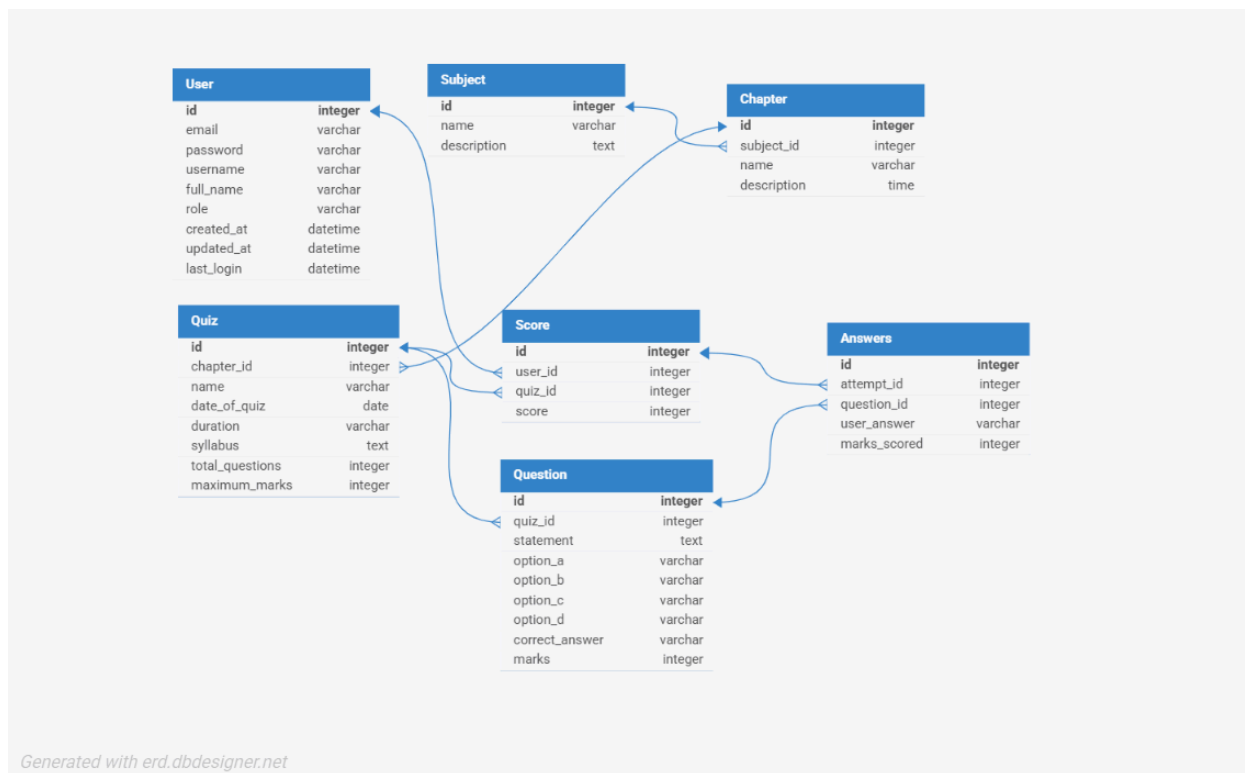 User
id integer
email varchar
password varchar
username varchar
full_name varchar
role varchar
created_at datetime
updated_at datetime
last_login datetime
Subject
id integer
name varchar
description text
Chapter
id integer
subject_id integer
name varchar
description time
Quiz
id integer
chapter_id integer
name varchar
date_of_quiz date
duration varchar
syllabus text
total_questions integer
maximum_marks integer
Score
id integer
user_id integer
quiz_id integer
score integer
Answers
id integer
attempt_id integer
question_id integer
user_answer varchar
marks_scored integer
Question
id integer
quiz_id integer
statement text
option_a varchar
option_b varchar
option_c varchar
option_d varchar
correct_answer varchar
marks integer
Generated with erd.dbdesigner.net